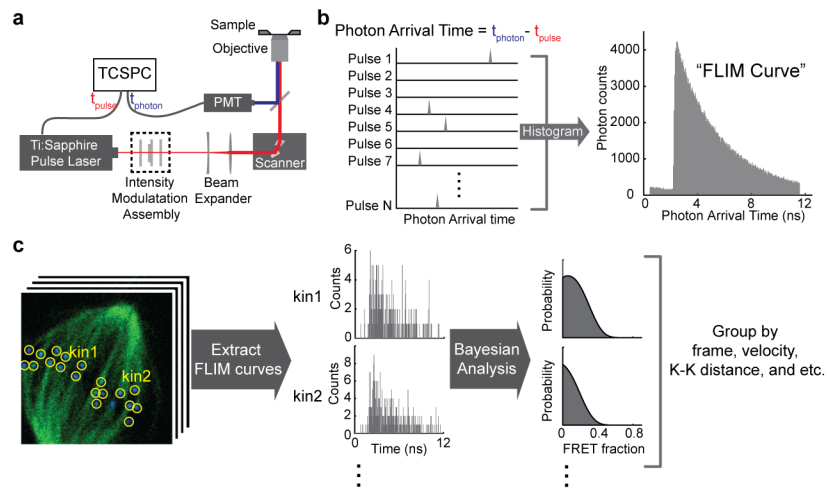 a
Sample
Objective
TCSPC
t_pulse
t_photon
PMT
Ti:Sapphire
Pulse Laser
Scanner
Intensity
Modulatation
Assembly
Beam
Expander
b
Photon Arrival Time = t_photon - t_pulse
Pulse 1
Pulse 2
Pulse 3
Pulse 4
Pulse 5
Pulse 6
Pulse 7
Pulse N
Photon Arrival time
Histogram
“FLIM Curve”
Photon counts
4000
3000
2000
1000
0
4
8
12
Photon Arrival Time (ns)
c
kin1
kin2
Extract
FLIM curves
kin1
Counts
6
4
2
0
kin2
Counts
8
6
4
2
0
0
12
Time (ns)
Bayesian
Analysis
Probability
Probability
0
0.4
0.8
FRET fraction
Group by
frame, velocity,
K-K distance, and etc.